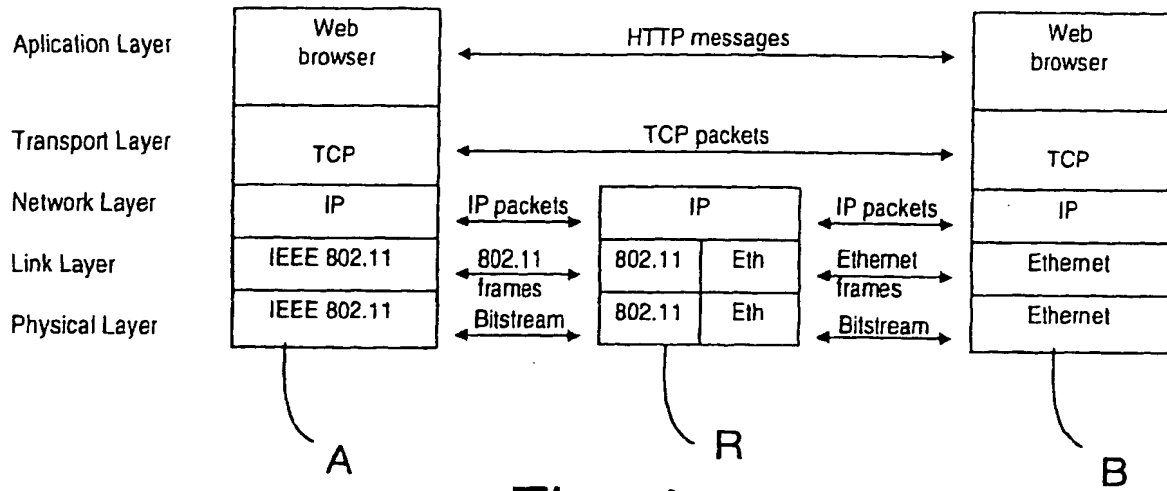 Aplication Layer
Web
browser
HTTP messages
Web
browser
Transport Layer
TCP
TCP packets
TCP
Network Layer
IP
IP packets
IP
IP packets
IP
Link Layer
IEEE 802.11
802.11
frames
802.11
Eth
Ethernet
frames
Ethernet
Physical Layer
IEEE 802.11
Bitstream
802.11
Eth
Bitstream
Ethernet
A
R
B